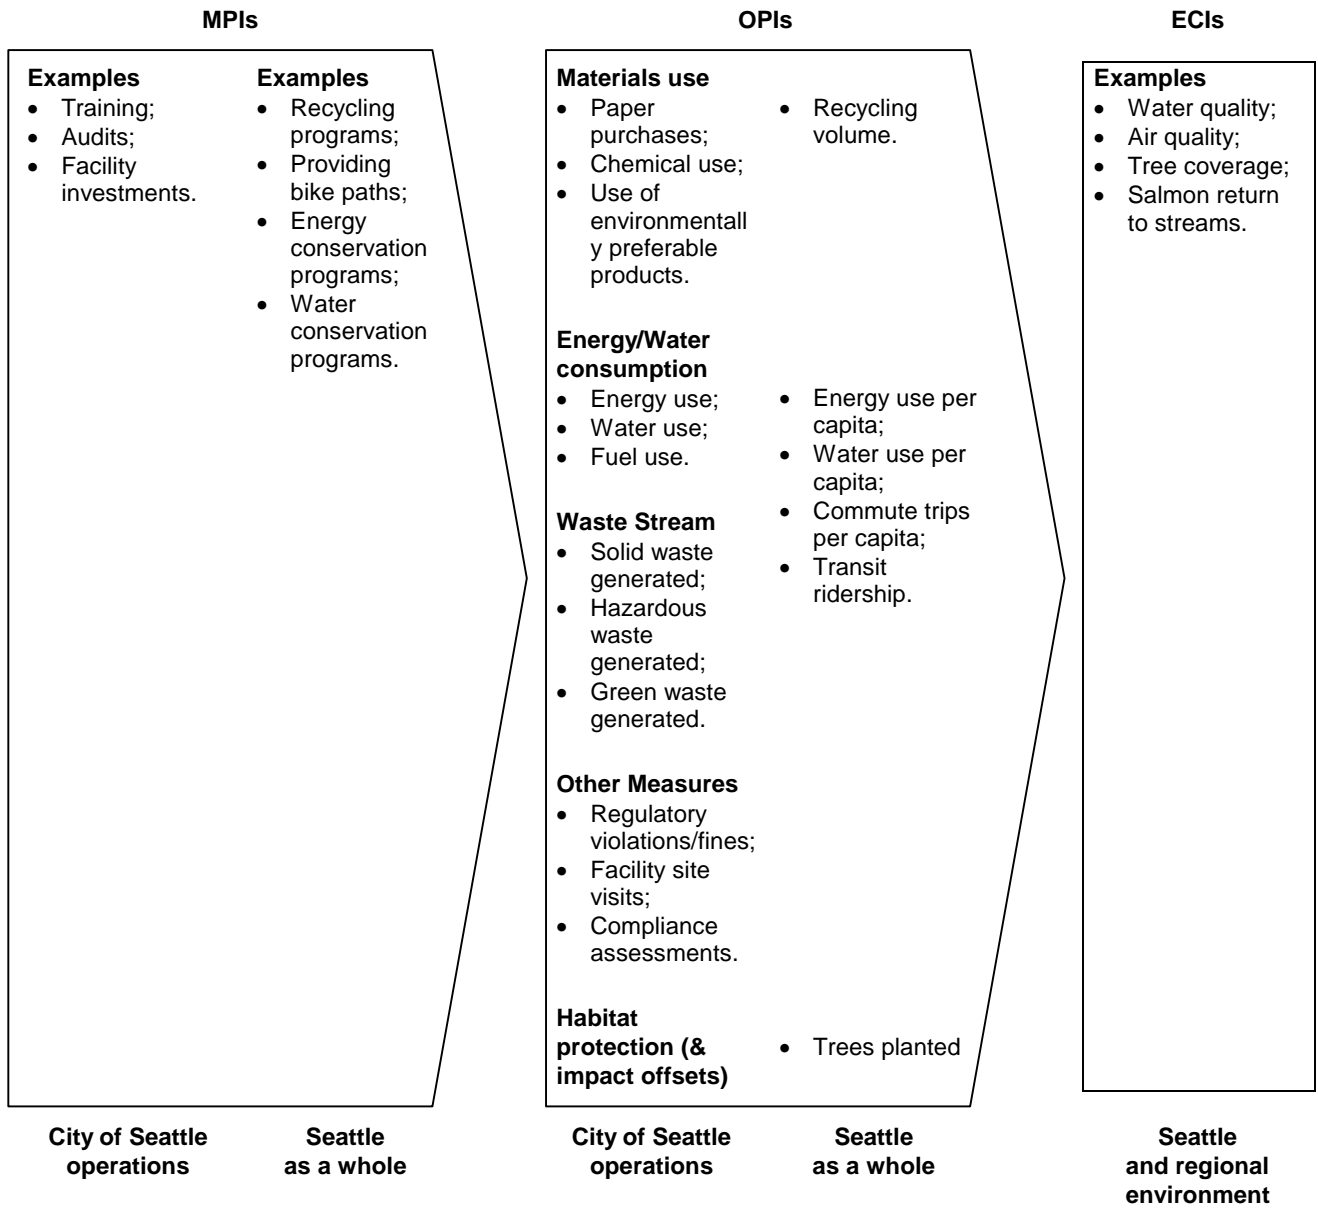 MPIs
OPIs
ECIs
Examples
• Training;
• Audits;
• Facility
investments.
Examples
• Recycling
programs;
• Providing
bike paths;
• Energy
conservation
programs;
• Water
conservation
programs.
Materials use
• Paper
purchases;
• Chemical use;
• Use of
environmentall
y preferable
products.
• Recycling
volume.
Energy/Water
consumption
• Energy use;
• Water use;
• Fuel use.
• Energy use per
capita;
• Water use per
capita;
• Commute trips
per capita;
• Transit
ridership.
Waste Stream
• Solid waste
generated;
• Hazardous
waste
generated;
• Green waste
generated.
Other Measures
• Regulatory
violations/fines;
• Facility site
visits;
• Compliance
assessments.
Habitat
protection (&
impact offsets)
• Trees planted
Examples
• Water quality;
• Air quality;
• Tree coverage;
• Salmon return
to streams.
City of Seattle
operations
Seattle
as a whole
City of Seattle
operations
Seattle
as a whole
Seattle
and regional
environment